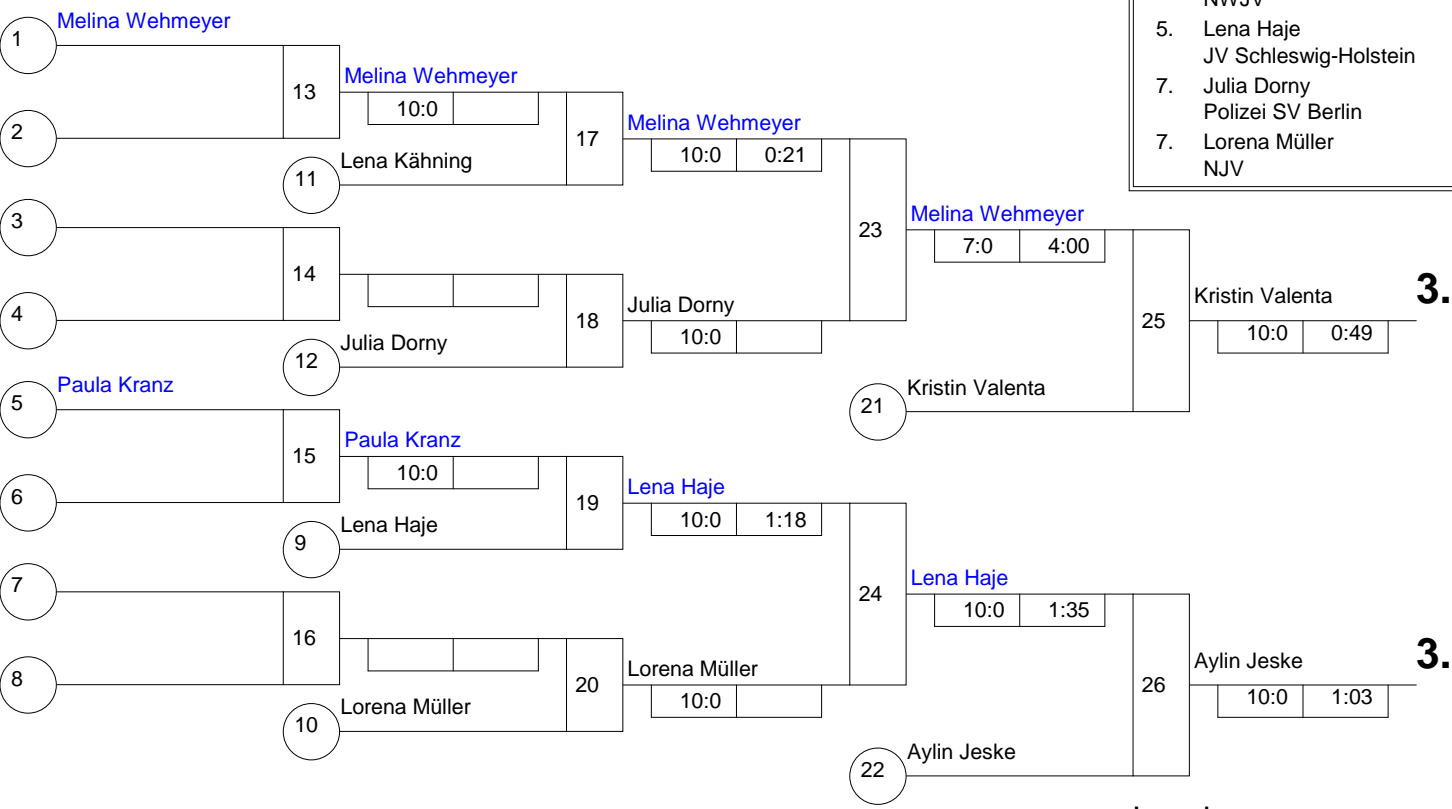 NWJV
5. Lena Haje
JV Schleswig-Holstein
7. Julia Dorny
Polizei SV Berlin
7. Lorena Müller
NJV
1 Melina Wehmeyer
2
13
Melina Wehmeyer
10:0
11 Lena Kähning
17
Melina Wehmeyer
10:0 0:21
3
4
14
12 Julia Dorny
18
Julia Dorny
10:0
23
Melina Wehmeyer
7:0 4:00
21 Kristin Valenta
25
Kristin Valenta 3.
10:0 0:49
5 Paula Kranz
6
15
Paula Kranz
10:0
9 Lena Haje
19
Lena Haje
10:0 1:18
7
8
16
10 Lorena Müller
20
Lorena Müller
10:0
24
Lena Haje
10:0 1:35
22 Aylin Jeske
26
Aylin Jeske 3.
10:0 1:03